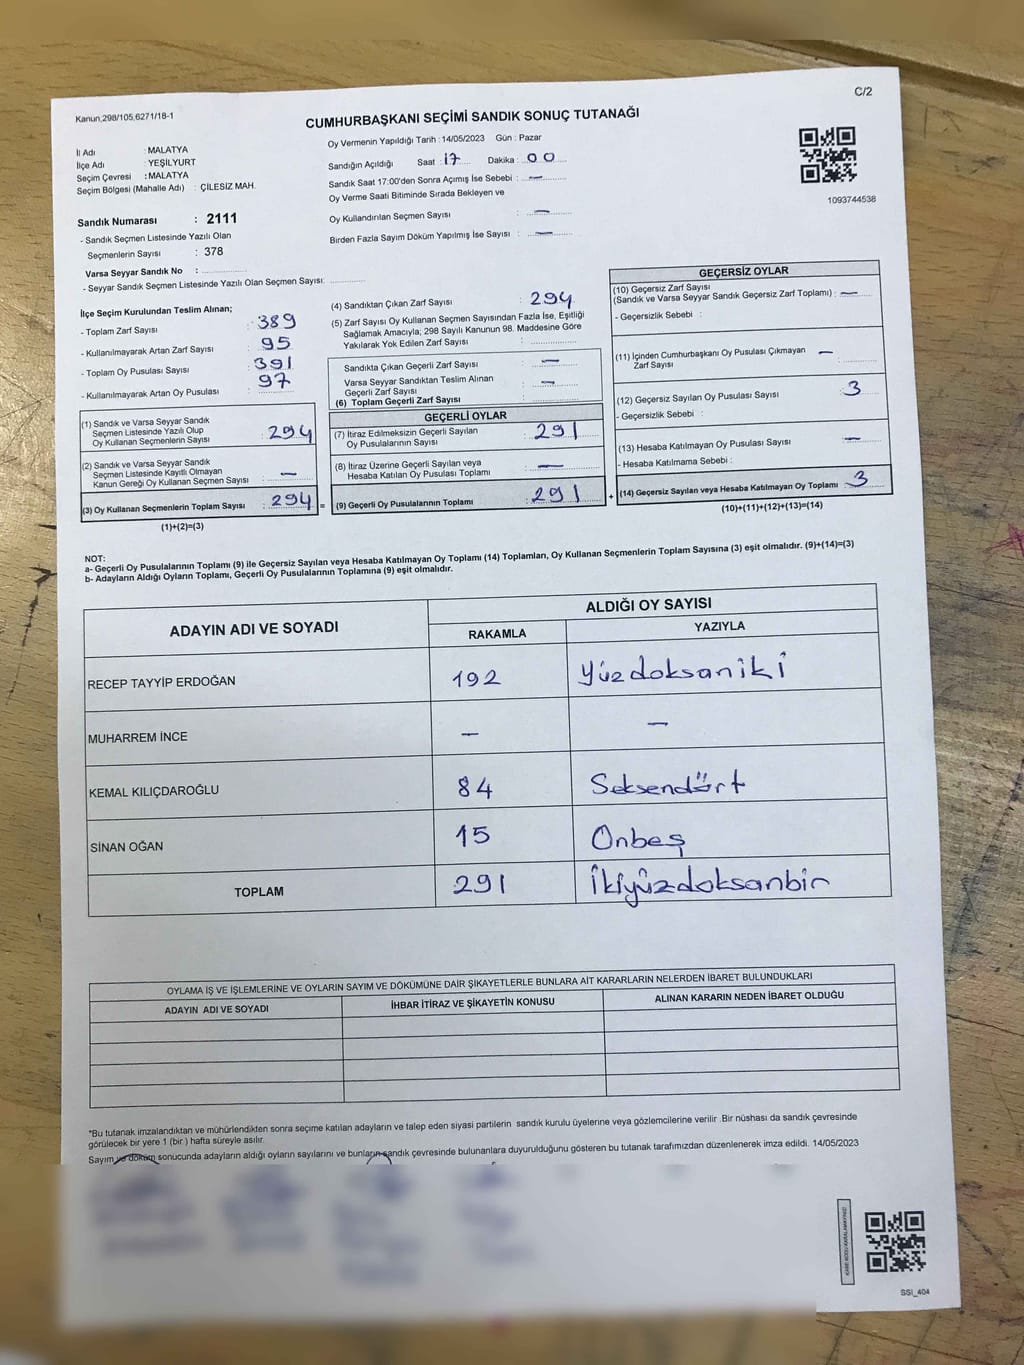 Kanun,298/105,6271/18-1
C/2
CUMHURBAŞKANI SEÇİMİ SANDIK SONUÇ TUTANAĞI
İl Adı : MALATYA
İlçe Adı : YEŞİLYURT
Seçim Çevresi : MALATYA
Seçim Bölgesi (Mahalle Adı) : ÇİLESİZ MAH.
Oy Vermenin Yapıldığı Tarih : 14/05/2023 Gün : Pazar
Sandığın Açıldığı Saat : 17 Dakika : 00
Sandık Saat 17:00'den Sonra Açımış İse Sebebi : —
Oy Verme Saati Bitiminde Sırada Bekleyen ve
Oy Kullandırılan Seçmen Sayısı : —
Birden Fazla Sayım Döküm Yapılmış İse Sayısı : —
1093744538
Sandık Numarası : 2111
- Sandık Seçmen Listesinde Yazılı Olan
Seçmenlerin Sayısı : 378
Varsa Seyyar Sandık No :
- Seyyar Sandık Seçmen Listesinde Yazılı Olan Seçmen Sayısı:
İlçe Seçim Kurulundan Teslim Alınan;
- Toplam Zarf Sayısı : 389
- Kullanılmayarak Artan Zarf Sayısı : 95
- Toplam Oy Pusulası Sayısı : 391
- Kullanılmayarak Artan Oy Pusulası : 97
(1) Sandık ve Varsa Seyyar Sandık
Seçmen Listesinde Yazılı Olup
Oy Kullanan Seçmenlerin Sayısı : 294
(2) Sandık ve Varsa Seyyar Sandık
Seçmen Listesinde Kayıtlı Olmayan
Kanun Gereği Oy Kullanan Seçmen Sayısı : —
(3) Oy Kullanan Seçmenlerin Toplam Sayısı : 294 =
(1)+(2)=(3)
(4) Sandıktan Çıkan Zarf Sayısı : 294
(5) Zarf Sayısı Oy Kullanan Seçmen Sayısından Fazla İse, Eşitliği
Sağlamak Amacıyla; 298 Sayılı Kanunun 98. Maddesine Göre
Yakılarak Yok Edilen Zarf Sayısı :
Sandıkta Çıkan Geçerli Zarf Sayısı : —
Varsa Seyyar Sandıktan Teslim Alınan
Geçerli Zarf Sayısı : —
(6) Toplam Geçerli Zarf Sayısı
GEÇERLİ OYLAR
(7) İtiraz Edilmeksizin Geçerli Sayılan
Oy Pusulalarının Sayısı : 291
(8) İtiraz Üzerine Geçerli Sayılan veya
Hesaba Katılan Oy Pusulası Toplamı : —
(9) Geçerli Oy Pusulalarının Toplamı : 291 +
GEÇERSİZ OYLAR
(10) Geçersiz Zarf Sayısı
(Sandık ve Varsa Seyyar Sandık Geçersiz Zarf Toplamı) : —
- Geçersizlik Sebebi :
(11) İçinden Cumhurbaşkanı Oy Pusulası Çıkmayan —
Zarf Sayısı
(12) Geçersiz Sayılan Oy Pusulası Sayısı : 3
- Geçersizlik Sebebi :
(13) Hesaba Katılmayan Oy Pusulası Sayısı : —
- Hesaba Katılmama Sebebi :
(14) Geçersiz Sayılan veya Hesaba Katılmayan Oy Toplamı : 3
(10)+(11)+(12)+(13)=(14)
NOT:
a- Geçerli Oy Pusulalarının Toplamı (9) ile Geçersiz Sayılan veya Hesaba Katılmayan Oy Toplamı (14) Toplamları, Oy Kullanan Seçmenlerin Toplam Sayısına (3) eşit olmalıdır. (9)+(14)=(3)
b- Adayların Aldığı Oyların Toplamı, Geçerli Oy Pusulalarının Toplamına (9) eşit olmalıdır.
ADAYIN ADI VE SOYADI
ALDIĞI OY SAYISI
RAKAMLA YAZIYLA
RECEP TAYYİP ERDOĞAN 192 Yüzdoksaniki
MUHARREM İNCE — —
KEMAL KILIÇDAROĞLU 84 Seksendört
SİNAN OĞAN 15 Onbeş
TOPLAM 291 İkiyüzdoksanbir
OYLAMA İŞ VE İŞLEMLERİNE VE OYLARIN SAYIM VE DÖKÜMÜNE DAİR ŞİKAYETLERLE BUNLARA AİT KARARLARIN NELERDEN İBARET BULUNDUKLARI
ADAYIN ADI VE SOYADI İHBAR İTİRAZ VE ŞİKAYETİN KONUSU ALINAN KARARIN NEDEN İBARET OLDUĞU
*Bu tutanak imzalandıktan ve mühürlendikten sonra seçime katılan adayların ve talep eden siyasi partilerin sandık kurulu üyelerine veya gözlemcilerine verilir. Bir nüshası da sandık çevresinde
görülecek bir yere 1 (bir ) hafta süreyle asılır.
Sayım ve döküm sonucunda adayların aldığı oyların sayılarını ve bunların sandık çevresinde bulunanlara duyurulduğunu gösteren bu tutanak tarafımızdan düzenlenerek imza edildi. 14/05/2023
SSI_404